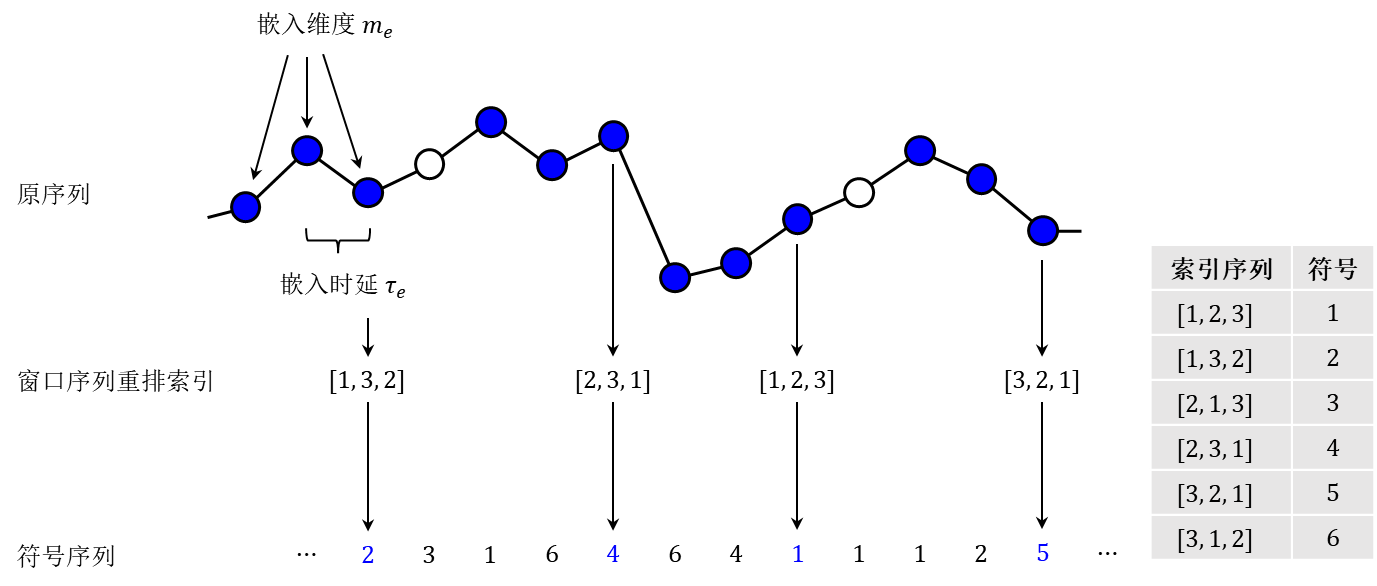 嵌入维度 mₑ
原序列
嵌入时延 τₑ
窗口序列重排索引 [1, 3, 2] [2, 3, 1] [1, 2, 3] [3, 2, 1]
符号序列 ⋯ 2 3 1 6 4 6 4 1 1 1 2 5 ⋯
索引序列 符号
[1, 2, 3] 1
[1, 3, 2] 2
[2, 1, 3] 3
[2, 3, 1] 4
[3, 2, 1] 5
[3, 1, 2] 6